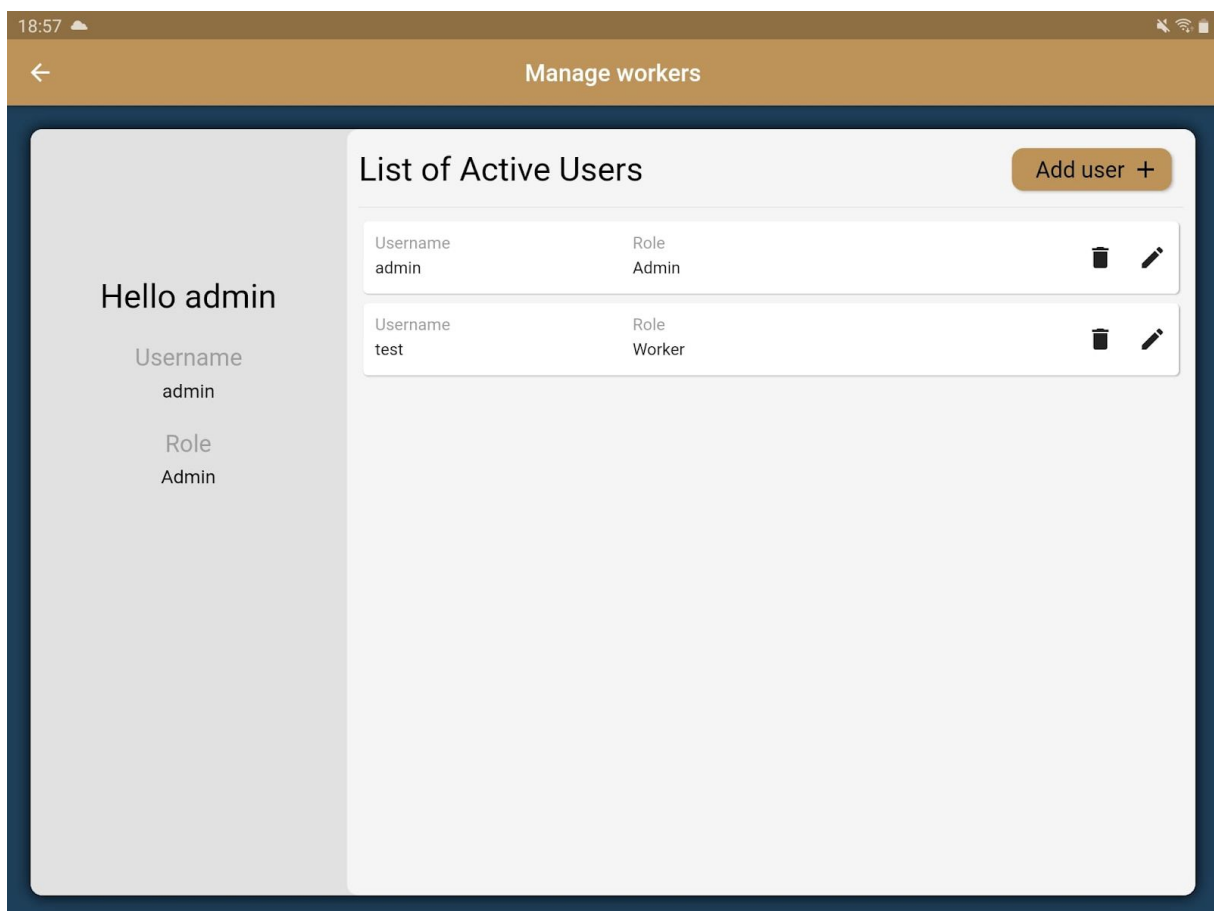 18:57
Manage workers
Hello admin
Username
admin
Role
Admin
List of Active Users
Add user +
Username Role
admin Admin
Username Role
test Worker